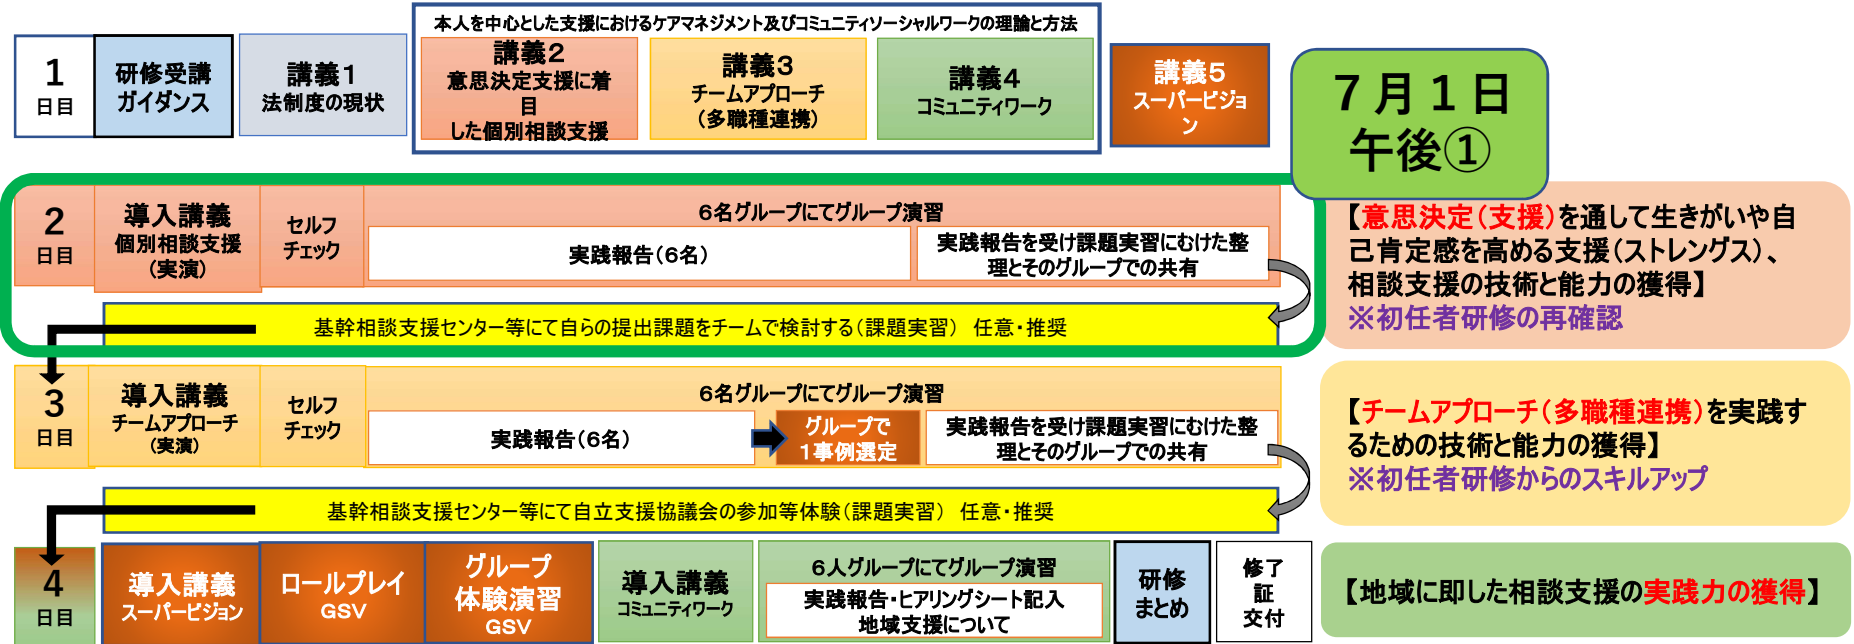 本人を中心とした支援におけるケアマネジメント及びコミュニティソーシャルワークの理論と方法
1
日目
研修受講
ガイダンス
講義1
法制度の現状
講義2
意思決定支援に着
目
した個別相談支援
講義3
チームアプローチ
(多職種連携)
講義4
コミュニティワーク
講義5
スーパービジョ
ン
7月1日
午後①
2
日目
導入講義
個別相談支援
(実演)
セルフ
チェック
6名グループにてグループ演習
実践報告(6名)
実践報告を受け課題実習にむけた整
理とそのグループでの共有
【意思決定(支援)を通して生きがいや自
己肯定感を高める支援(ストレングス)、
相談支援の技術と能力の獲得】
※初任者研修の再確認
基幹相談支援センター等にて自らの提出課題をチームで検討する(課題実習) 任意・推奨
3
日目
導入講義
チームアプローチ
(実演)
セルフ
チェック
6名グループにてグループ演習
実践報告(6名)
グループで
1事例選定
実践報告を受け課題実習にむけた整
理とそのグループでの共有
【チームアプローチ(多職種連携)を実践す
るための技術と能力の獲得】
※初任者研修からのスキルアップ
基幹相談支援センター等にて自立支援協議会の参加等体験(課題実習) 任意・推奨
4
日目
導入講義
スーパービジョン
ロールプレイ
GSV
グループ
体験演習
GSV
導入講義
コミュニティワーク
6人グループにてグループ演習
実践報告・ヒアリングシート記入
地域支援について
研修
まとめ
修了
証
交付
【地域に即した相談支援の実践力の獲得】